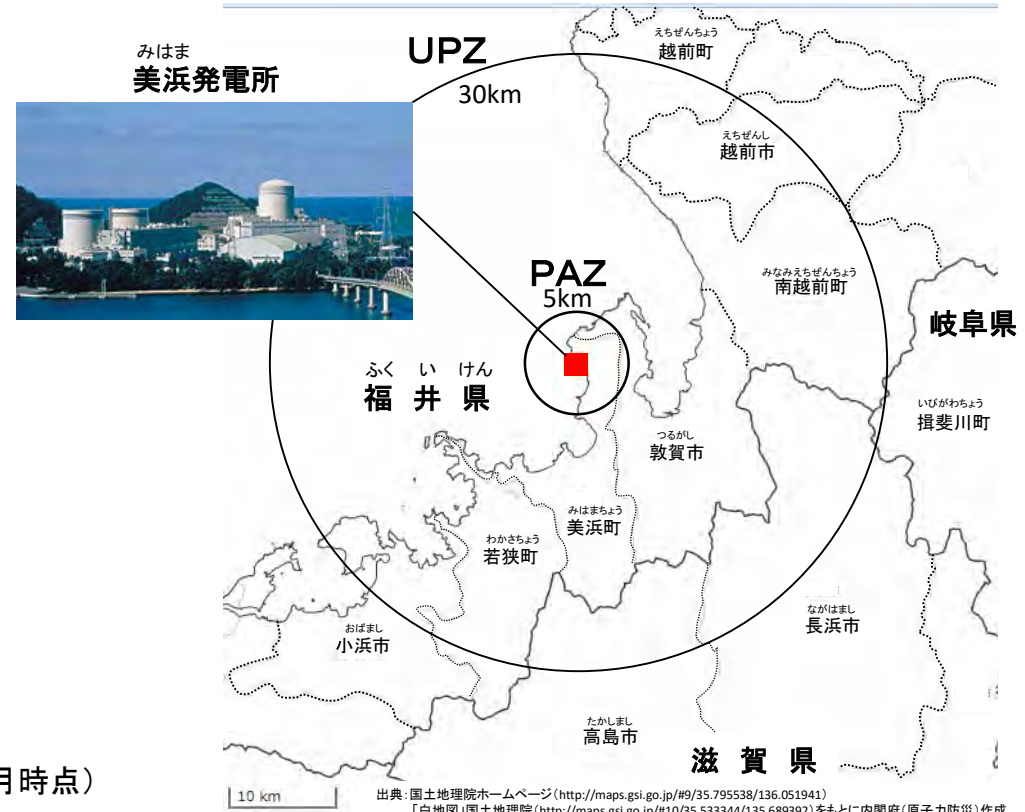 みはま
美浜発電所
UPZ
30km
えちぜんちょう
越前町
えちぜんし
越前市
PAZ
5km
みなみえちぜんちょう
南越前町
岐阜県
ふくいけん
福井県
いびがわちょう
揖斐川町
つるがし
敦賀市
みはまちょう
美浜町
わかさちょう
若狭町
ながはまし
長浜市
おばまし
小浜市
たかしまし
高島市
滋賀県
月時点)
10 km
出典:国土地理院ホームページ(http://maps.gsi.go.jp/#9/35.795538/136.051941)
「白地図」国土地理院(http://maps.gsi.go.jp/#10/35.533344/135.689392)をもとに内閣府(原子力防災)作成